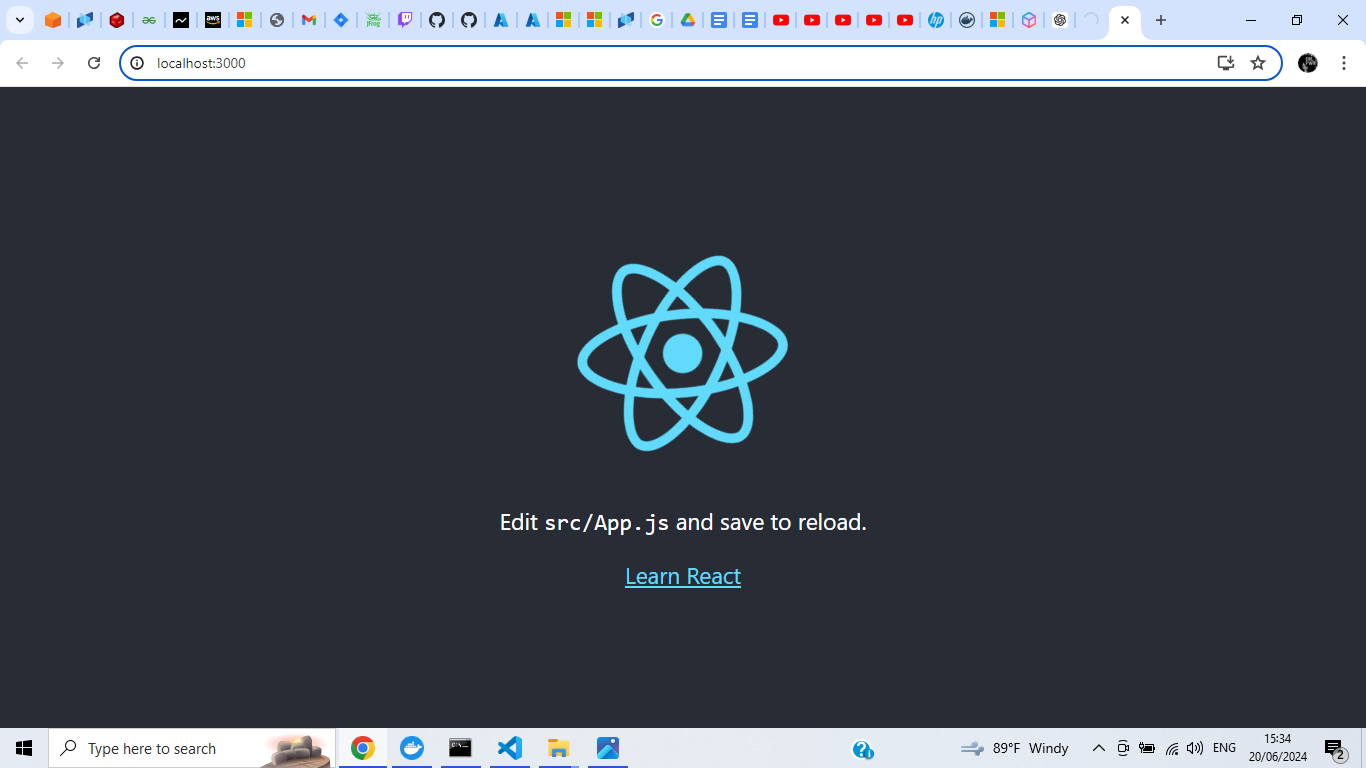 aws
localhost:3000
Edit src/App.js and save to reload.
Learn React
Type here to search
89°F Windy
ENG
15:34
20/06/2024
2